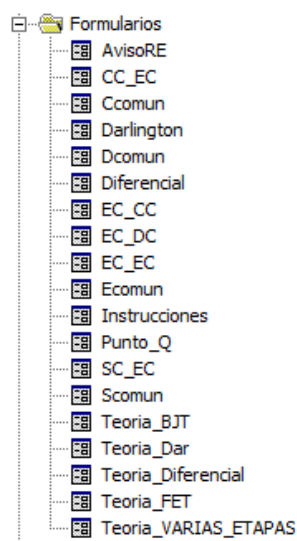 Formularios
AvisoRE
CC_EC
Ccomun
Darlington
Dcomun
Diferencial
EC_CC
EC_DC
EC_EC
Ecomun
Instrucciones
Punto_Q
SC_EC
Scomun
Teoria_BJT
Teoria_Dar
Teoria_Diferencial
Teoria_FET
Teoria_VARIAS_ETAPAS